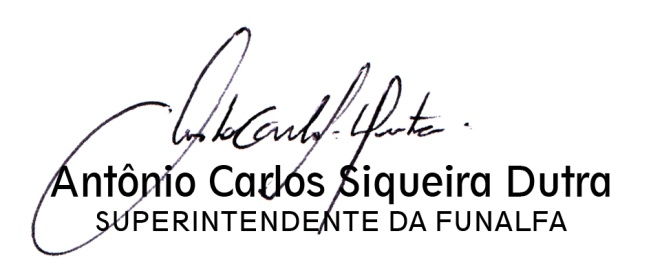 Antônio Carlos Siqueira Dutra
SUPERINTENDENTE DA FUNALFA